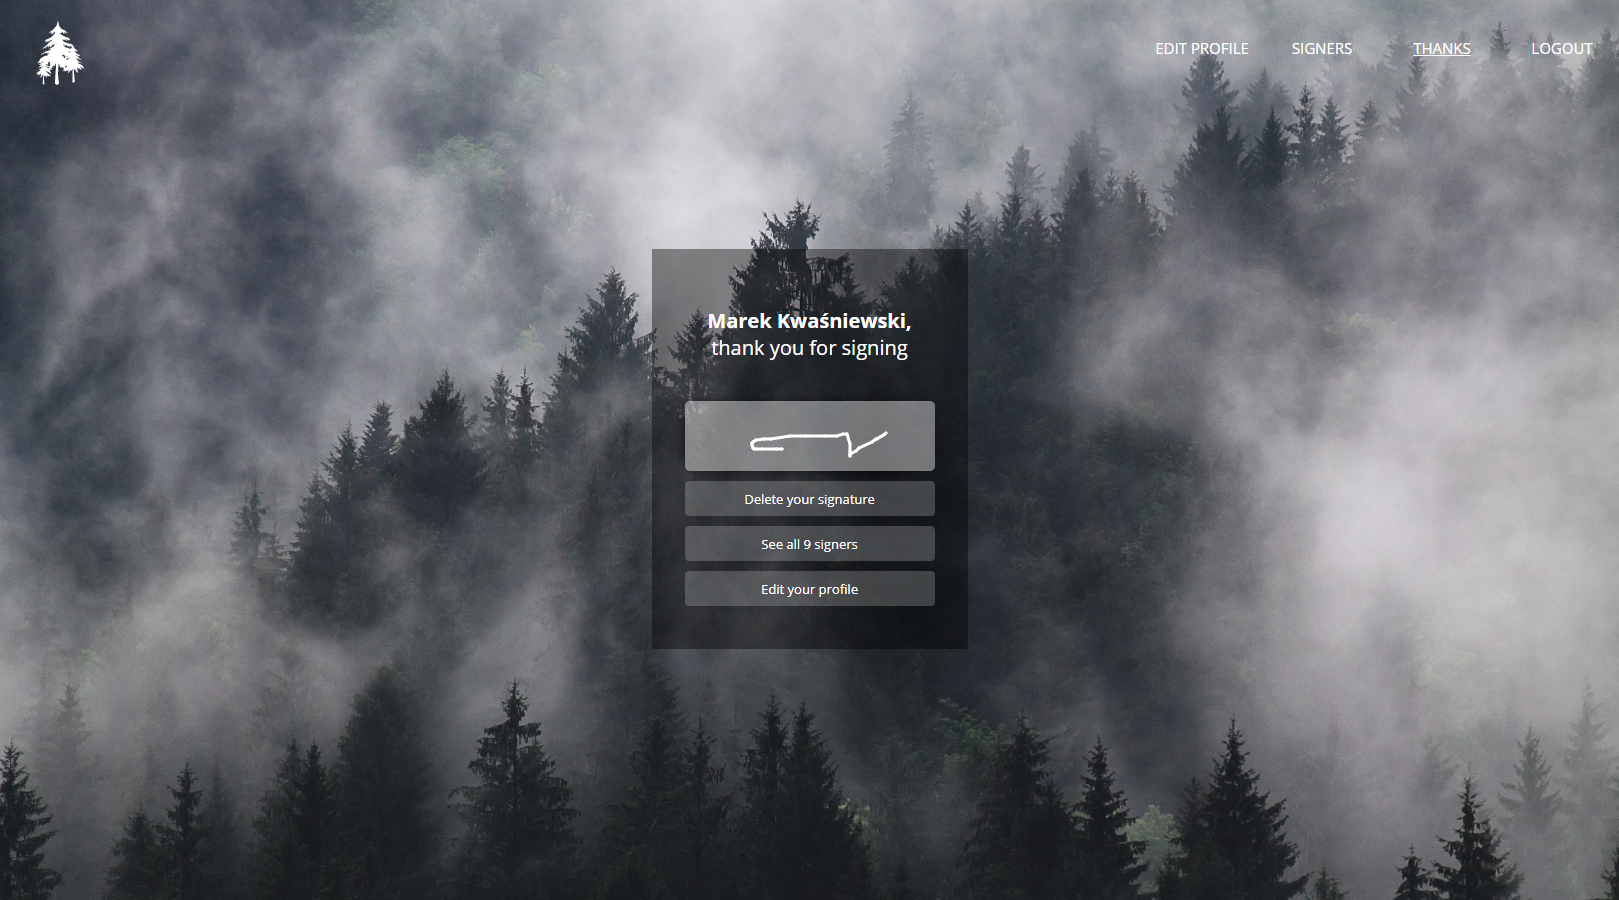 EDIT PROFILE
SIGNERS
THANKS
LOGOUT
Marek Kwaśniewski,
thank you for signing
Delete your signature
See all 9 signers
Edit your profile